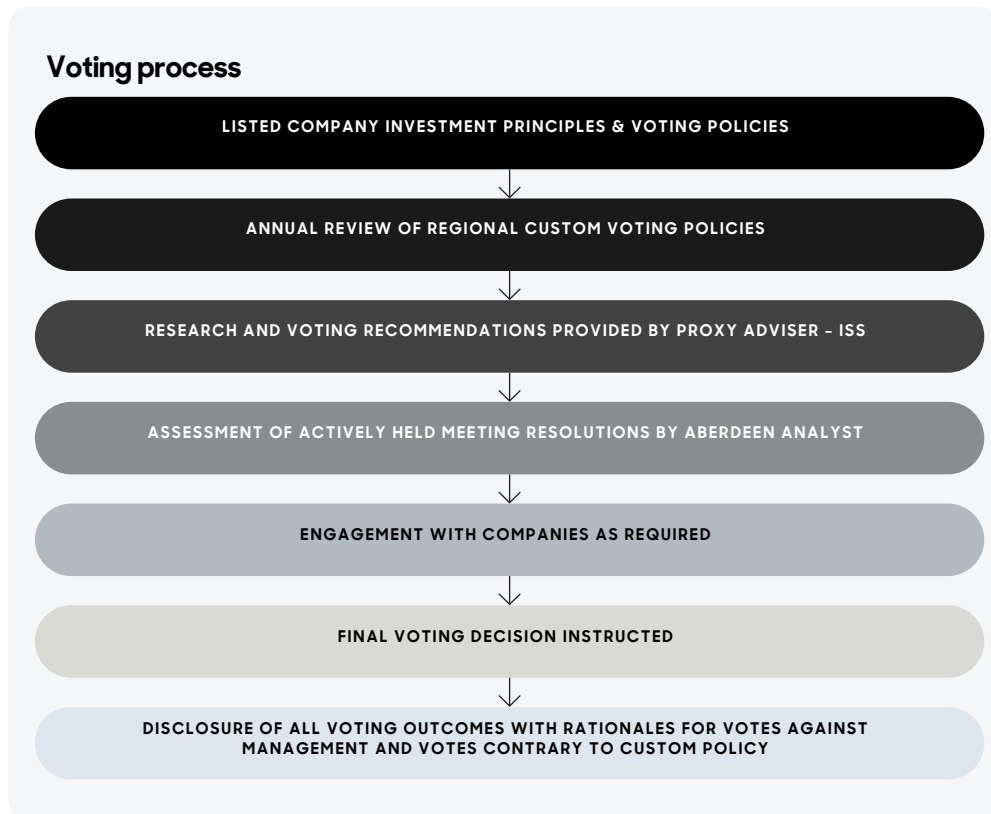 Voting process
LISTED COMPANY INVESTMENT PRINCIPLES & VOTING POLICIES
ANNUAL REVIEW OF REGIONAL CUSTOM VOTING POLICIES
RESEARCH AND VOTING RECOMMENDATIONS PROVIDED BY PROXY ADVISER – ISS
ASSESSMENT OF ACTIVELY HELD MEETING RESOLUTIONS BY ABERDEEN ANALYST
ENGAGEMENT WITH COMPANIES AS REQUIRED
FINAL VOTING DECISION INSTRUCTED
DISCLOSURE OF ALL VOTING OUTCOMES WITH RATIONALES FOR VOTES AGAINST
MANAGEMENT AND VOTES CONTRARY TO CUSTOM POLICY